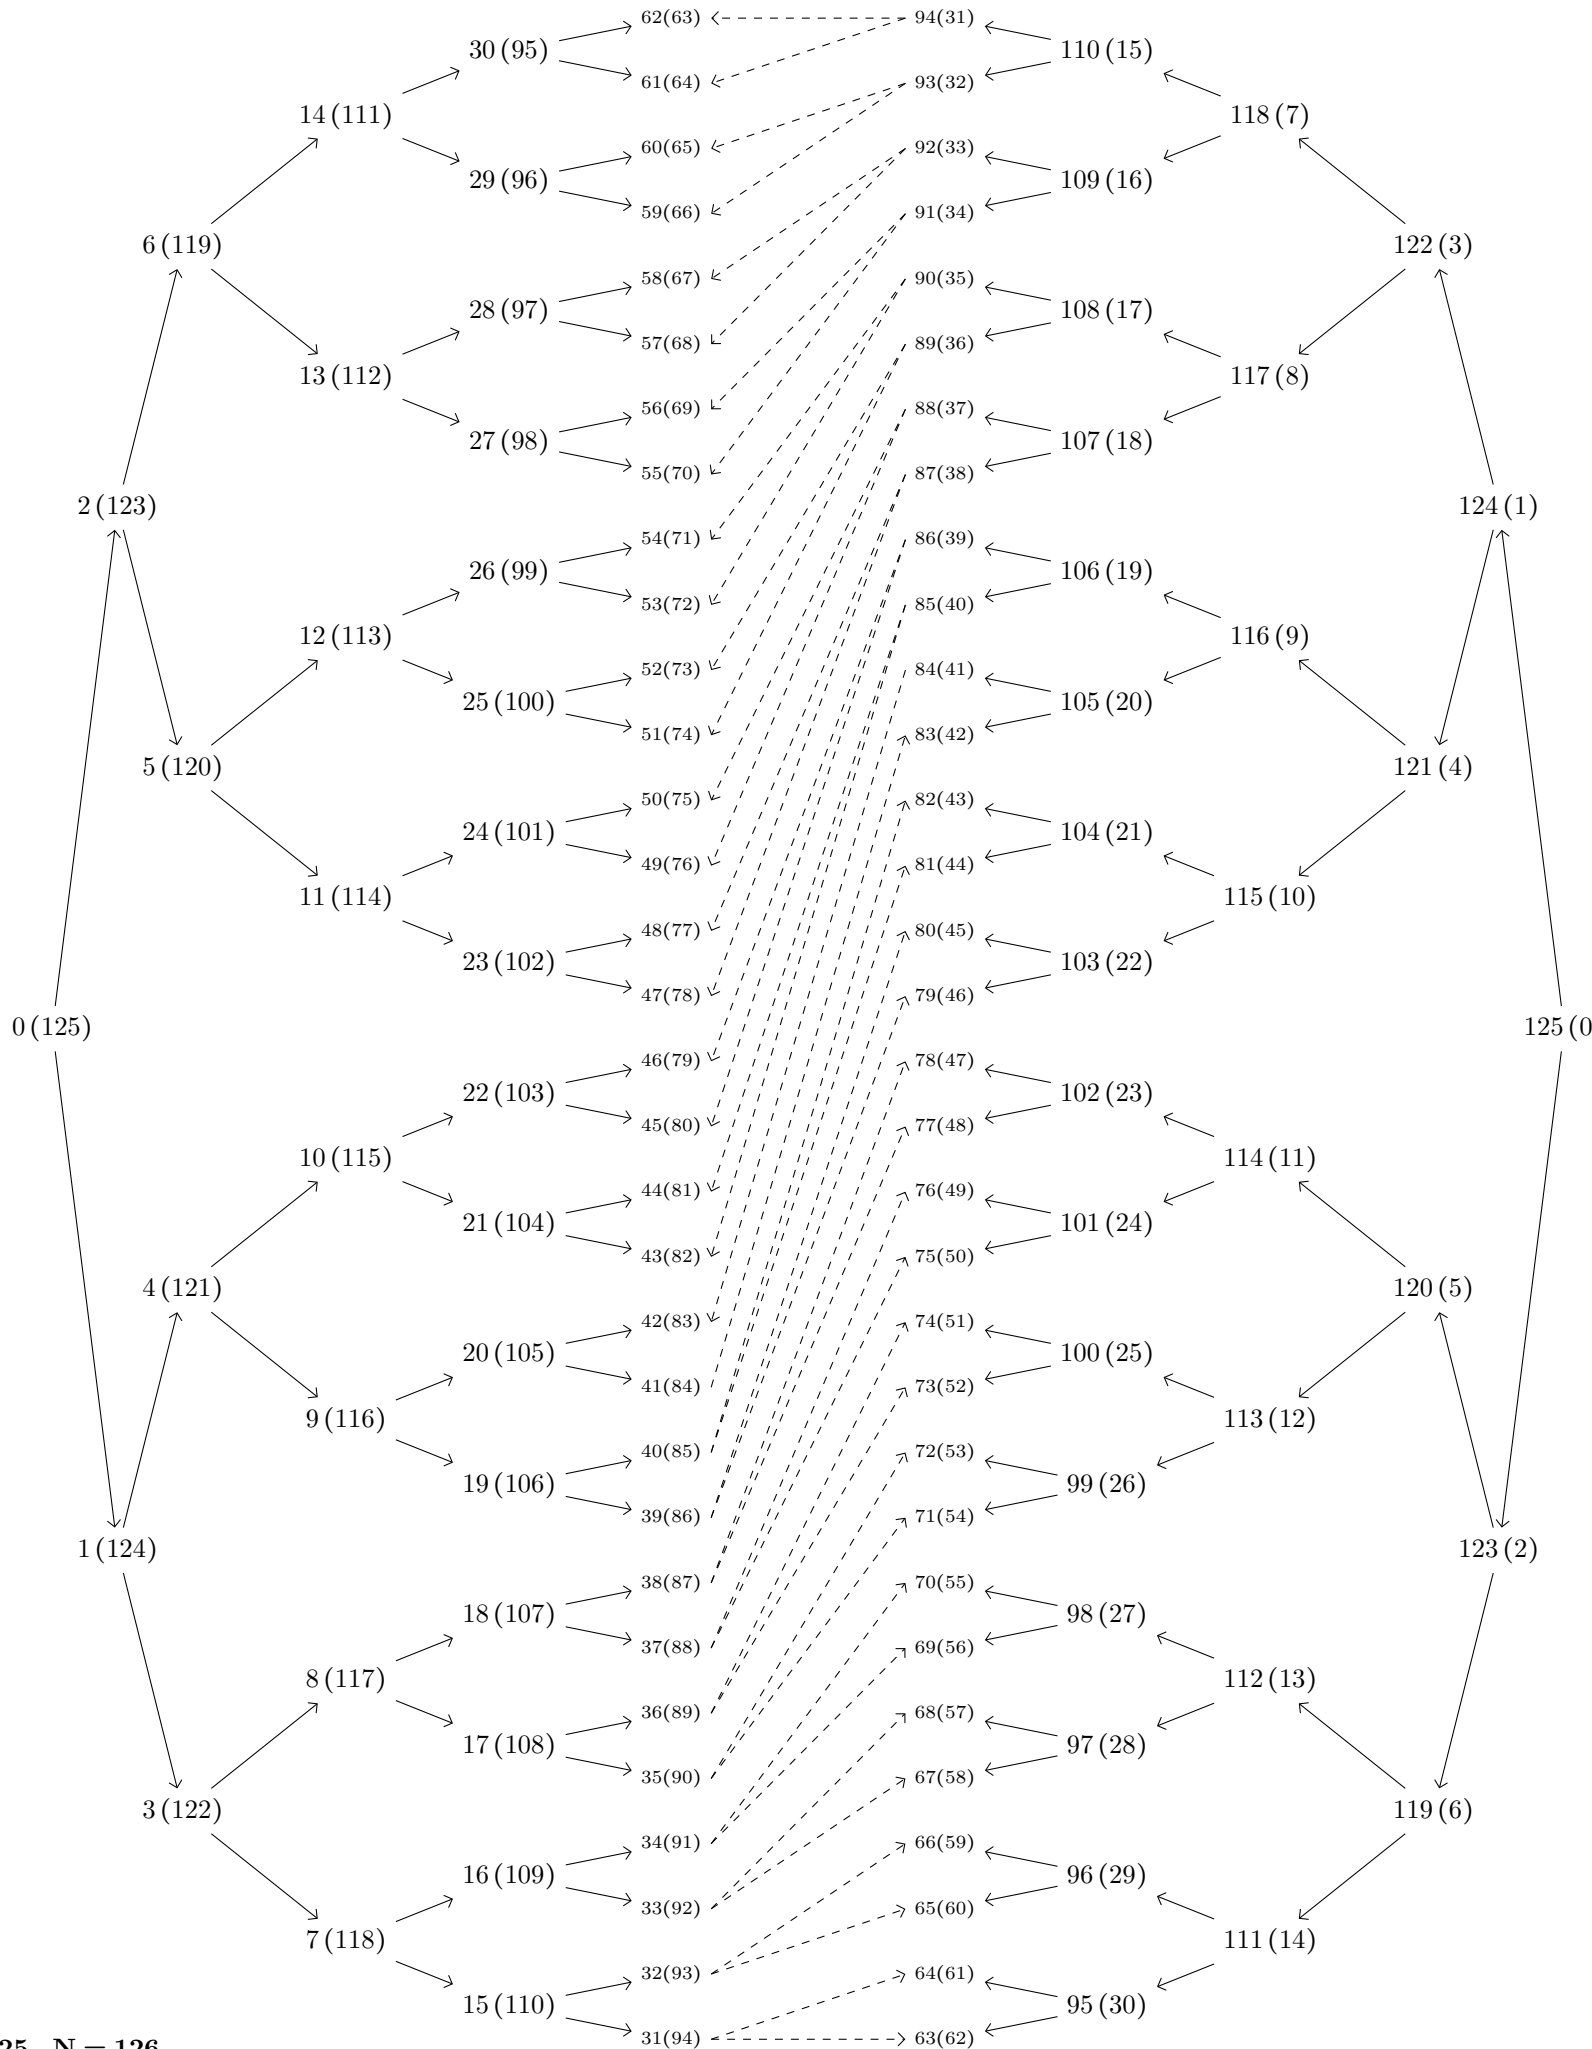 62(63) 94(31)
30 (95) 110 (15)
61(64) 93(32)
14 (111) 118 (7)
60(65) 92(33)
29 (96) 109 (16)
59(66) 91(34)
6 (119) 122 (3)
58(67) 90(35)
28 (97) 108 (17)
57(68) 89(36)
13 (112) 117 (8)
56(69) 88(37)
27 (98) 107 (18)
55(70) 87(38)
2 (123) 124 (1)
54(71) 86(39)
26 (99) 106 (19)
53(72) 85(40)
12 (113) 116 (9)
52(73) 84(41)
25 (100) 105 (20)
51(74) 83(42)
5 (120) 121 (4)
50(75) 82(43)
24 (101) 104 (21)
49(76) 81(44)
11 (114) 115 (10)
48(77) 80(45)
23 (102) 103 (22)
47(78) 79(46)
0 (125) 125 (0
46(79) 78(47)
22 (103) 102 (23)
45(80) 77(48)
10 (115) 114 (11)
44(81) 76(49)
21 (104) 101 (24)
43(82) 75(50)
4 (121) 120 (5)
42(83) 74(51)
20 (105) 100 (25)
41(84) 73(52)
9 (116) 113 (12)
40(85) 72(53)
19 (106) 99 (26)
39(86) 71(54)
1 (124) 123 (2)
38(87) 70(55)
18 (107) 98 (27)
37(88) 69(56)
8 (117) 112 (13)
36(89) 68(57)
17 (108) 97 (28)
35(90) 67(58)
3 (122) 119 (6)
34(91) 66(59)
16 (109) 96 (29)
33(92) 65(60)
7 (118) 111 (14)
32(93) 64(61)
15 (110) 95 (30)
31(94) 63(62)
25 N = 126